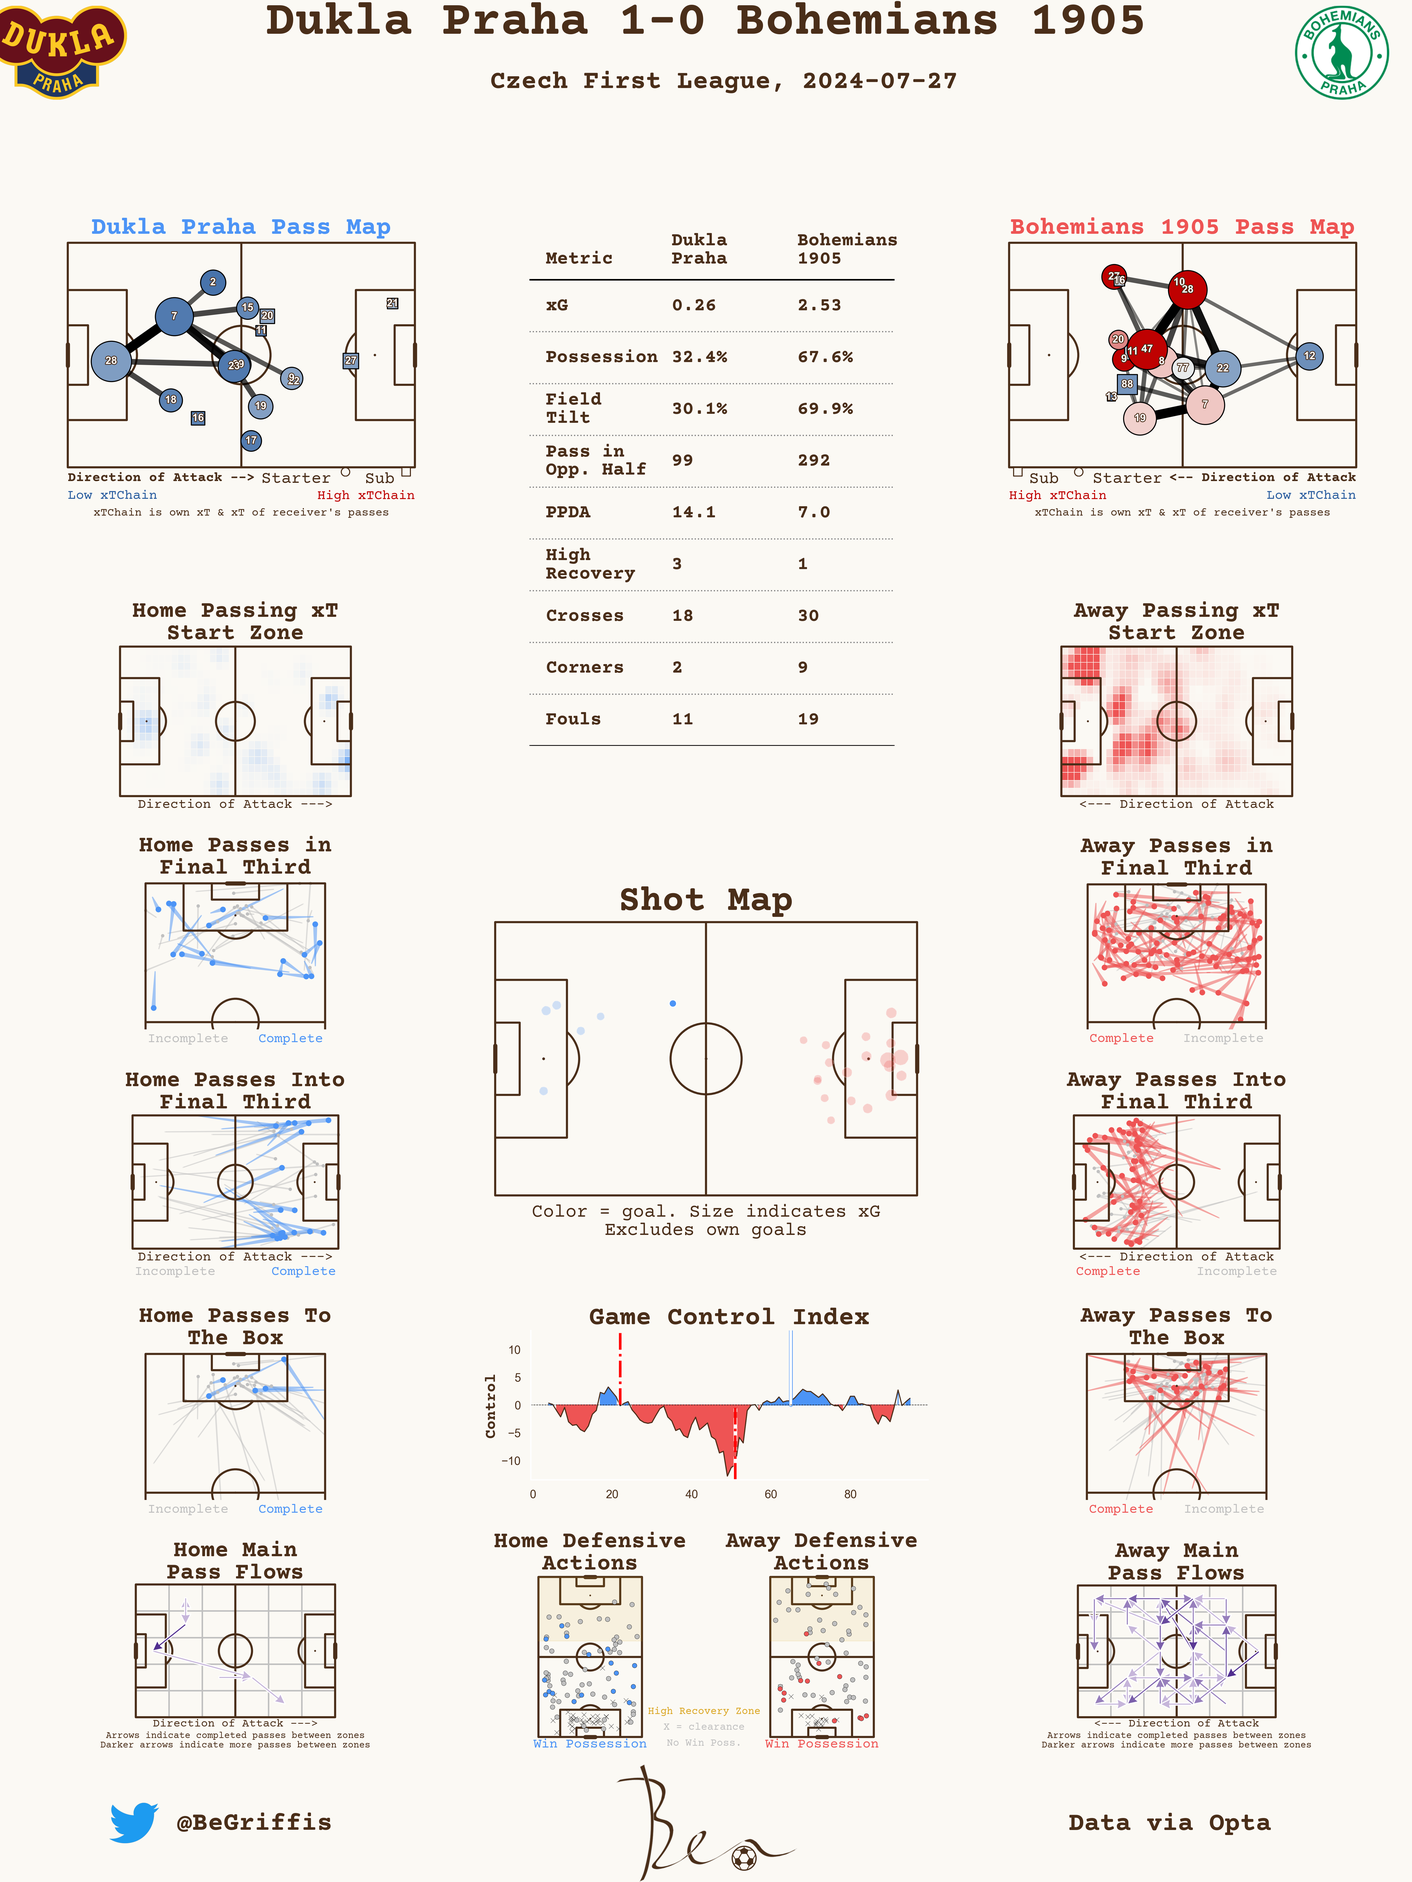 Dukla Praha 1-0 Bohemians 1905
Czech First League, 2024-07-27
DUKLA
PRAHA
BOHEMIANS
PRAHA
Dukla Praha Pass Map
2
7
15
20
11
28
23
9
22
18
19
16
17
27
21
Direction of Attack --> Starter Sub
Low xTChain High xTChain
xTChain is own xT & xT of receiver's passes
Metric Dukla Praha Bohemians 1905
xG 0.26 2.53
Possession 32.4% 67.6%
Field Tilt 30.1% 69.9%
Pass in Opp. Half 99 292
PPDA 14.1 7.0
High Recovery 3 1
Crosses 18 30
Corners 2 9
Fouls 11 19
Bohemians 1905 Pass Map
27
16
10
28
20
9
11
47
8
77
22
12
88
13
19
7
Sub Starter <-- Direction of Attack
High xTChain Low xTChain
xTChain is own xT & xT of receiver's passes
Home Passing xT
Start Zone
Direction of Attack --->
Away Passing xT
Start Zone
<--- Direction of Attack
Home Passes in
Final Third
Incomplete Complete
Away Passes in
Final Third
Complete Incomplete
Shot Map
Color = goal. Size indicates xG
Excludes own goals
Home Passes Into
Final Third
Direction of Attack --->
Incomplete Complete
Away Passes Into
Final Third
<--- Direction of Attack
Complete Incomplete
Home Passes To
The Box
Incomplete Complete
Game Control Index
Control
10
5
0
−5
−10
0 20 40 60 80
Away Passes To
The Box
Complete Incomplete
Home Main
Pass Flows
Direction of Attack --->
Arrows indicate completed passes between zones
Darker arrows indicate more passes between zones
Home Defensive
Actions
Win Possession
Away Defensive
Actions
Win Possession
High Recovery Zone
X = clearance
No Win Poss.
Away Main
Pass Flows
<--- Direction of Attack
Arrows indicate completed passes between zones
Darker arrows indicate more passes between zones
@BeGriffis
Ben
Data via Opta